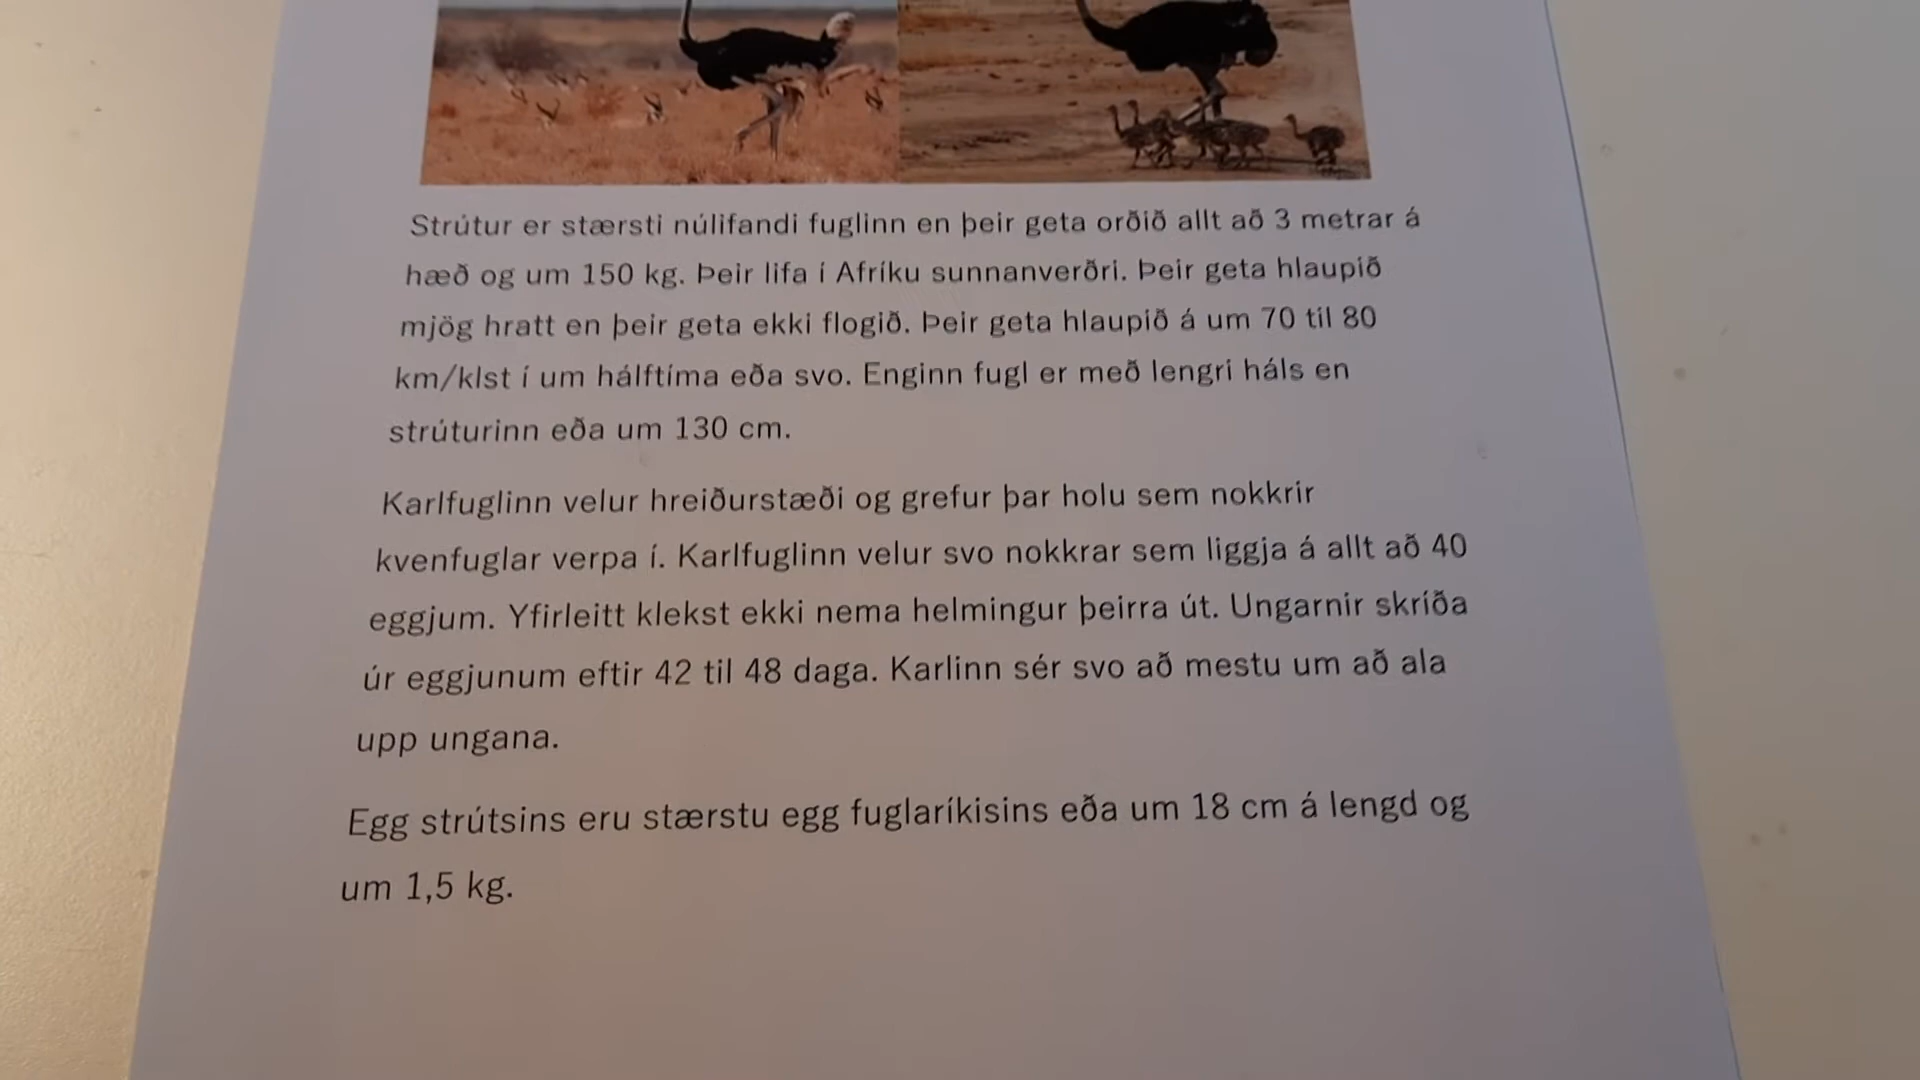 Strútur er stærsti núlifandi fuglinn en þeir geta orðið allt að 3 metrar á
hæð og um 150 kg. Þeir lifa í Afríku sunnanverðri. Þeir geta hlaupið
mjög hratt en þeir geta ekki flogið. Þeir geta hlaupið á um 70 til 80
km/klst í um hálftíma eða svo. Enginn fugl er með lengri háls en
strúturinn eða um 130 cm.
Karlfuglinn velur hreiðurstæði og grefur þar holu sem nokkrir
kvenfuglar verpa í. Karlfuglinn velur svo nokkrar sem liggja á allt að 40
eggjum. Yfirleitt klekst ekki nema helmingur þeirra út. Ungarnir skríða
úr eggjunum eftir 42 til 48 daga. Karlinn sér svo að mestu um að ala
upp ungana.
Egg strútsins eru stærstu egg fuglaríkisins eða um 18 cm á lengd og
um 1,5 kg.